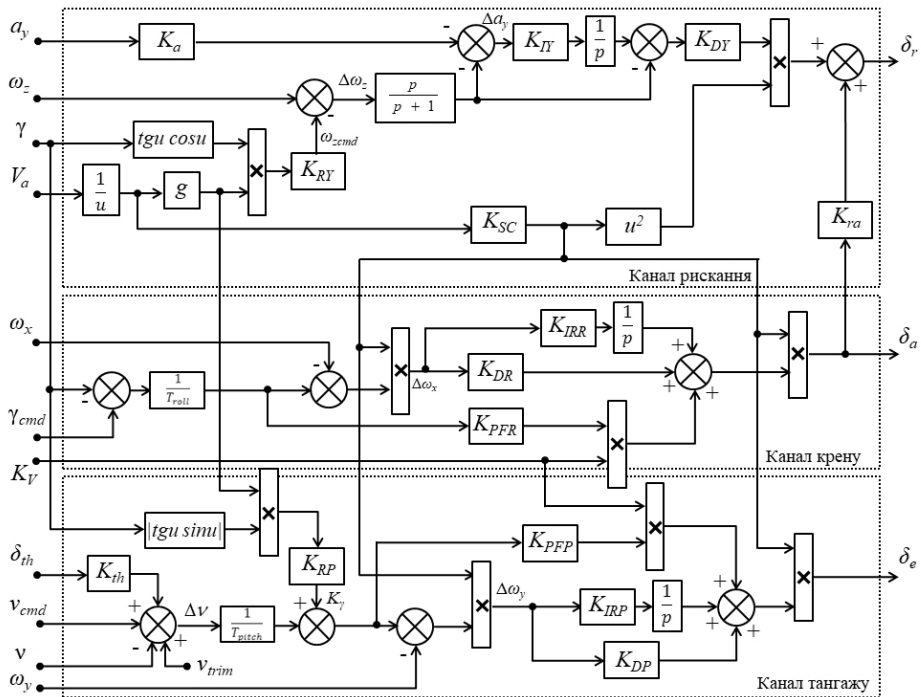 a_y
K_a
Δa_y
K_IY
1/p
K_DY
δ_r
ω_z
Δω_z
p/(p + 1)
ω_zcmd
γ
tgu cosu
K_RY
V_a
1/u
g
K_SC
u²
K_ra
Канал рискання
ω_x
K_IRR
1/p
δ_a
1/T_roll
K_DR
Δω_x
γ_cmd
K_PFR
K_V
Канал крену
|tgu sinu|
δ_th
K_th
K_RP
K_PFP
δ_e
ν_cmd
Δν
1/T_pitch
K_γ
Δω_y
K_IRP
1/p
ν
ν_trim
K_DP
ω_y
Канал тангажу